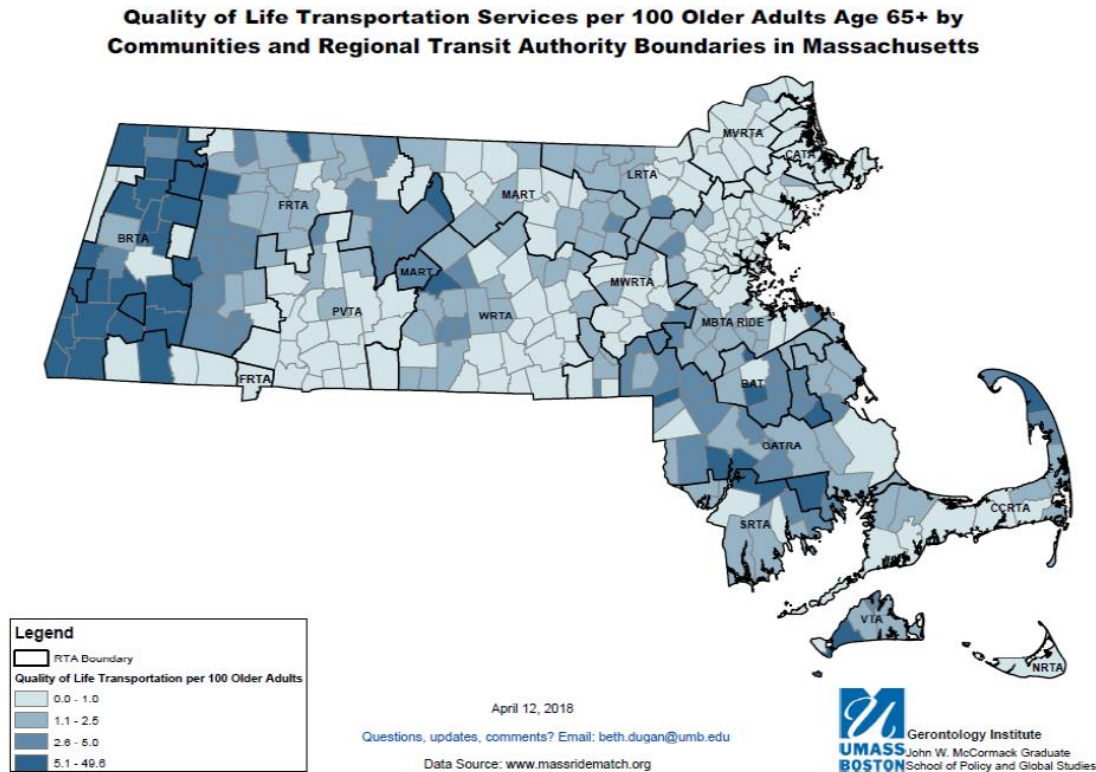 Quality of Life Transportation Services per 100 Older Adults Age 65+ by
Communities and Regional Transit Authority Boundaries in Massachusetts
MVRTA
CATA
LRTA
MART
FRTA
BRTA
MART
MWRTA
PVTA
WRTA
MBTA RIDE
FRTA
BAT
GATRA
SRTA
CCRTA
VTA
NRTA
Legend
RTA Boundary
Quality of Life Transportation per 100 Older Adults
0.0 - 1.0
1.1 - 2.5
2.6 - 5.0
5.1 - 49.6
April 12, 2018
Questions, updates, comments? Email: beth.dugan@umb.edu
Data Source: www.massridematch.org
UMASS
BOSTON
Gerontology Institute
John W. McCormack Graduate
School of Policy and Global Studies